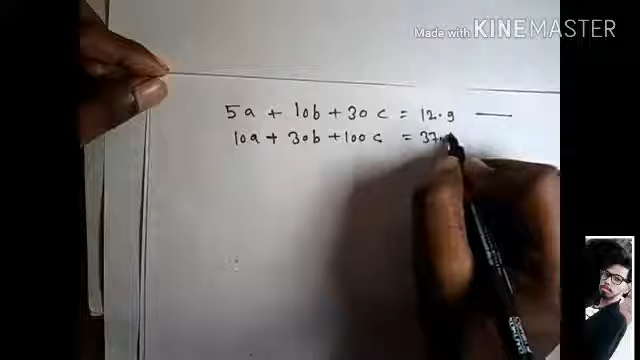 Made with KINEMASTER
5a + 10b + 30c = 12.9
10a + 30b + 100c = 37.